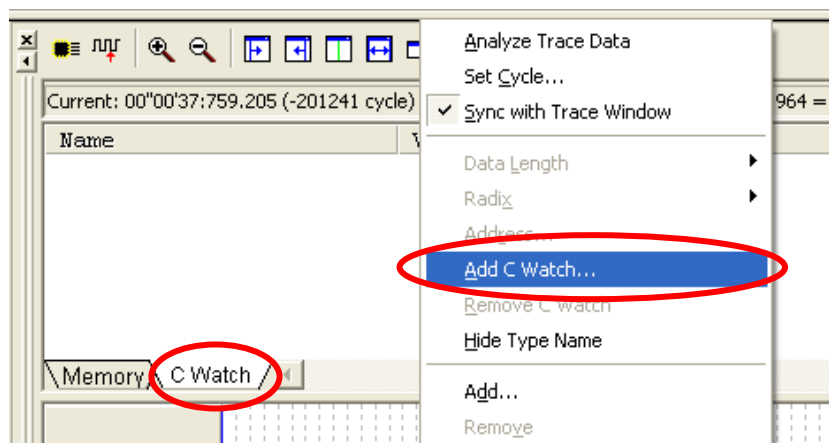 Current: 00"00'37:759.205 (-201241 cycle)
964 =
Name
Analyze Trace Data
Set Cycle...
Sync with Trace Window
Data Length
Radix
Address...
Add C Watch...
Remove C Watch
Hide Type Name
Add...
Remove
Memory
C Watch